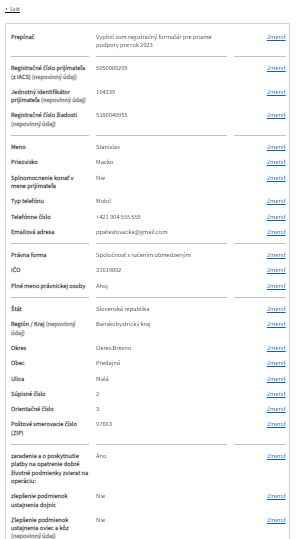 Späť
Prepínač Vyplnil som registračný formulár pre priame Zmeniť
podpory pre rok 2023
Registračné číslo prijímateľa 5050000209 Zmeniť
(z IACS) (nepovinný údaj)
Jednotný identifikátor 104339 Zmeniť
prijímateľa (nepovinný údaj)
Registračné číslo žiadosti 5180040955 Zmeniť
(nepovinný údaj)
Meno Stanislav Zmeniť
Priezvisko Macko Zmeniť
Splnomocnenie konať v Nie Zmeniť
mene prijímateľa
Typ telefónu Mobil Zmeniť
Telefónne číslo +421 904 555 555 Zmeniť
Emailová adresa ppatestovacka@gmail.com Zmeniť
Právna forma Spoločnosť s ručením obmedzeným Zmeniť
IČO 31619002 Zmeniť
Plné meno právnickej osoby Ahoj Zmeniť
Štát Slovenská republika Zmeniť
Región / Kraj (nepovinný Banskobystrický kraj Zmeniť
údaj)
Okres Okres Brezno Zmeniť
Obec Predajná Zmeniť
Ulica Malá Zmeniť
Súpisné číslo 2 Zmeniť
Orientačné číslo 3 Zmeniť
Poštové smerovacie číslo 97663 Zmeniť
(ZIP)
zaradenie a o poskytnutie Áno Zmeniť
platby na opatrenie dobré
životné podmienky zvierat na
operáciu:
zlepšenie podmienok Nie Zmeniť
ustajnenia dojníc
Zlepšenie podmienok Nie Zmeniť
ustajnenia oviec a kôz
(nepovinný údaj)